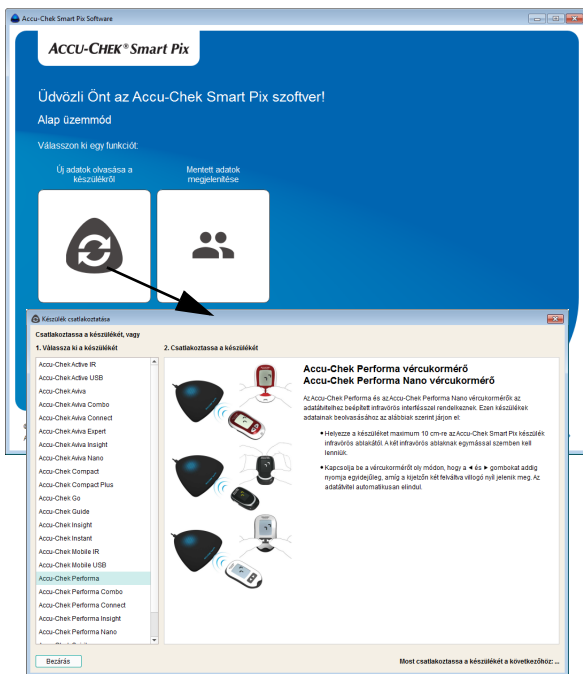 Accu-Chek Smart Pix Software
ACCU-CHEK® Smart Pix
Üdvözli Önt az Accu-Chek Smart Pix szoftver!
Alap üzemmód
Válasszon ki egy funkciót:
Új adatok olvasása a
készülékről
Mentett adatok
megjelenítése
Készülék csatlakoztatása
Csatlakoztassa a készülékét, vagy
1. Válassza ki a készülékét
2. Csatlakoztassa a készülékét
Accu-Chek Active IR
Accu-Chek Active USB
Accu-Chek Aviva
Accu-Chek Aviva Combo
Accu-Chek Aviva Connect
Accu-Chek Aviva Expert
Accu-Chek Aviva Insight
Accu-Chek Aviva Nano
Accu-Chek Compact
Accu-Chek Compact Plus
Accu-Chek Go
Accu-Chek Guide
Accu-Chek Insight
Accu-Chek Instant
Accu-Chek Mobile IR
Accu-Chek Mobile USB
Accu-Chek Performa
Accu-Chek Performa Combo
Accu-Chek Performa Connect
Accu-Chek Performa Insight
Accu-Chek Performa Nano
Accu-Chek Performa vércukormérő
Accu-Chek Performa Nano vércukormérő
Az Accu-Chek Performa és az Accu-Chek Performa Nano vércukormérők az
adatátvitelhez beépített infravörös interfésszel rendelkeznek. Ezen készülékek
adatainak beolvasásához az alábbiak szerint járjon el:
• Helyezze a készüléket maximum 10 cm-re az Accu-Chek Smart Pix készülék
infravörös ablakától. A két infravörös ablaknak egymással szemben kell
lenniük.
• Kapcsolja be a vércukormérőt oly módon, hogy a ◄ és ► gombokat addig
nyomja egyidejűleg, amíg a kijelzőn két felváltva villogó nyíl jelenik meg. Az
adatátvitel automatikusan elindul.
Bezárás
Most csatlakoztassa a készülékét a következőhöz: ...